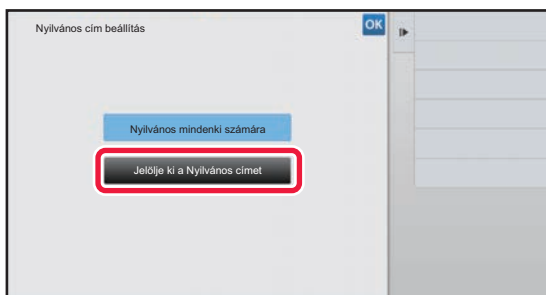 Nyilvános cím beállítás
OK
Nyilvános mindenki számára
Jelölje ki a Nyilvános címet